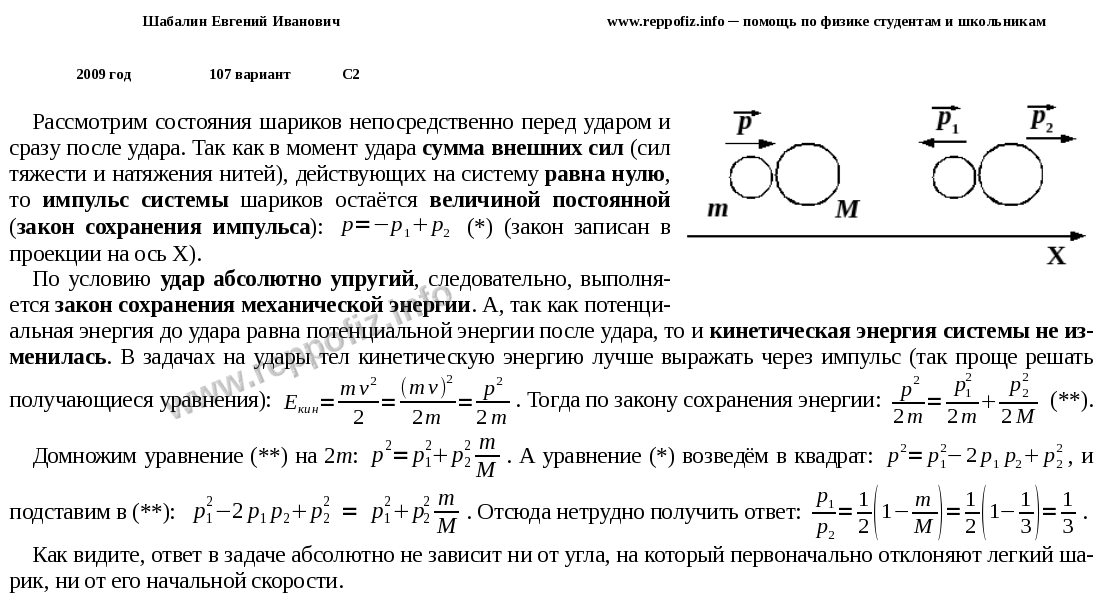 Шабалин Евгений Иванович www.reppofiz.info — помощь по физике студентам и школьникам
2009 год 107 вариант С2
Рассмотрим состояния шариков непосредственно перед ударом и
сразу после удара. Так как в момент удара сумма внешних сил (сил
тяжести и натяжения нитей), действующих на систему равна нулю,
то импульс системы шариков остаётся величиной постоянной
(закон сохранения импульса): p=−p₁+p₂ (*) (закон записан в
проекции на ось X).
По условию удар абсолютно упругий, следовательно, выполня-
ется закон сохранения механической энергии. А, так как потенци-
альная энергия до удара равна потенциальной энергии после удара, то и кинетическая энергия системы не из-
менилась. В задачах на удары тел кинетическую энергию лучше выражать через импульс (так проще решать
получающиеся уравнения): Eкин = mv²/2 = (mv)²/2m = p²/2m . Тогда по закону сохранения энергии: p²/2m = p₁²/2m + p₂²/2M (**).
Домножим уравнение (**) на 2m: p² = p₁² + p₂² m/M . А уравнение (*) возведём в квадрат: p² = p₁² − 2p₁p₂ + p₂² , и
подставим в (**): p₁² − 2p₁p₂ + p₂² = p₁² + p₂² m/M . Отсюда нетрудно получить ответ: p₁/p₂ = 1/2 (1 − m/M) = 1/2 (1 − 1/3) = 1/3 .
Как видите, ответ в задаче абсолютно не зависит ни от угла, на который первоначально отклоняют легкий ша-
рик, ни от его начальной скорости.
p p₁ p₂
m M
X
www.reppofiz.info